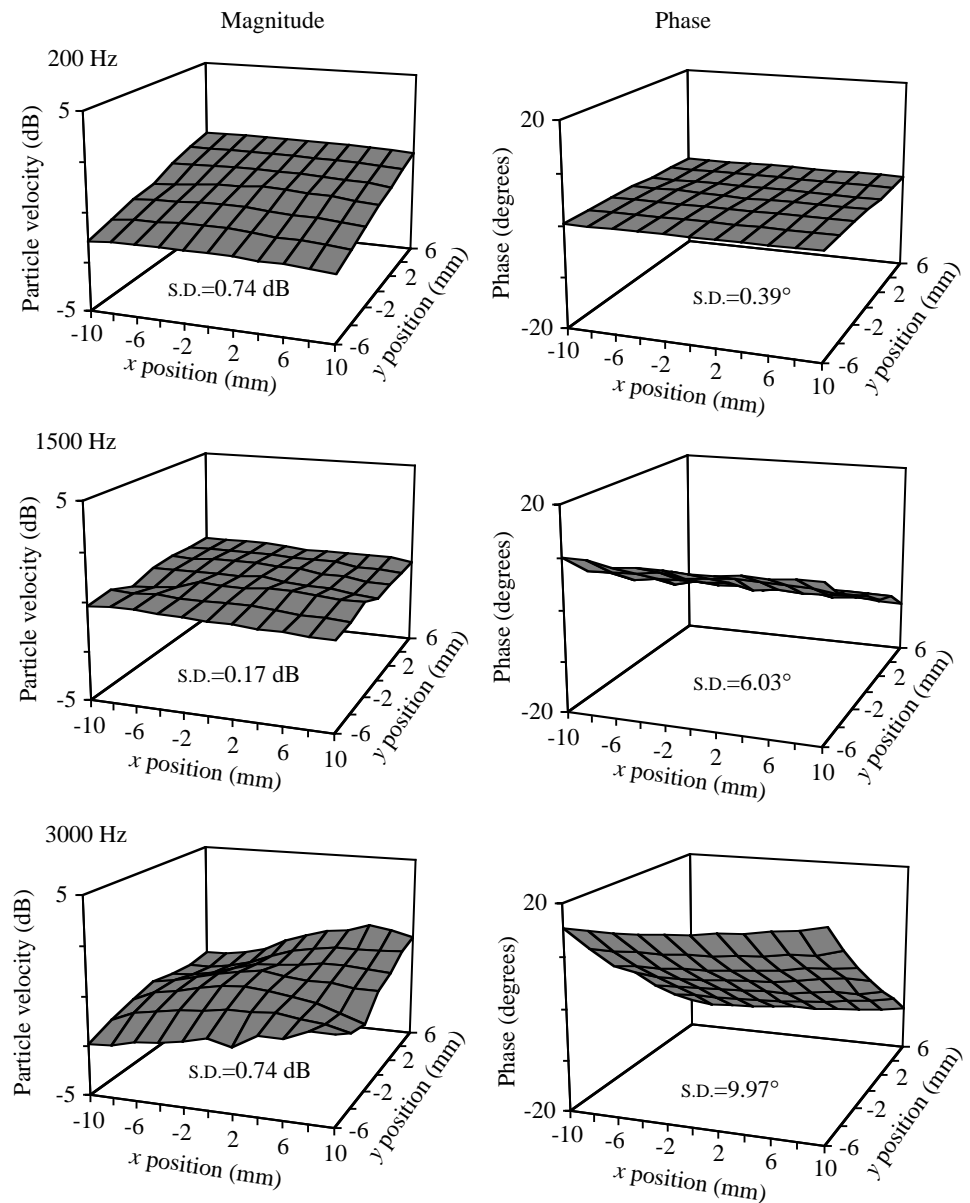 Magnitude
Phase
200 Hz
Particle velocity (dB)
5
-5
S.D.=0.74 dB
-10 -6 -2 2 6 10
x position (mm)
-6 -2 2 6
y position (mm)
Phase (degrees)
20
-20
S.D.=0.39°
-10 -6 -2 2 6 10
x position (mm)
-6 -2 2 6
y position (mm)
1500 Hz
Particle velocity (dB)
5
-5
S.D.=0.17 dB
-10 -6 -2 2 6 10
x position (mm)
-6 -2 2 6
y position (mm)
Phase (degrees)
20
-20
S.D.=6.03°
-10 -6 -2 2 6 10
x position (mm)
-6 -2 2 6
y position (mm)
3000 Hz
Particle velocity (dB)
5
-5
S.D.=0.74 dB
-10 -6 -2 2 6 10
x position (mm)
-6 -2 2 6
y position (mm)
Phase (degrees)
20
-20
S.D.=9.97°
-10 -6 -2 2 6 10
x position (mm)
-6 -2 2 6
y position (mm)